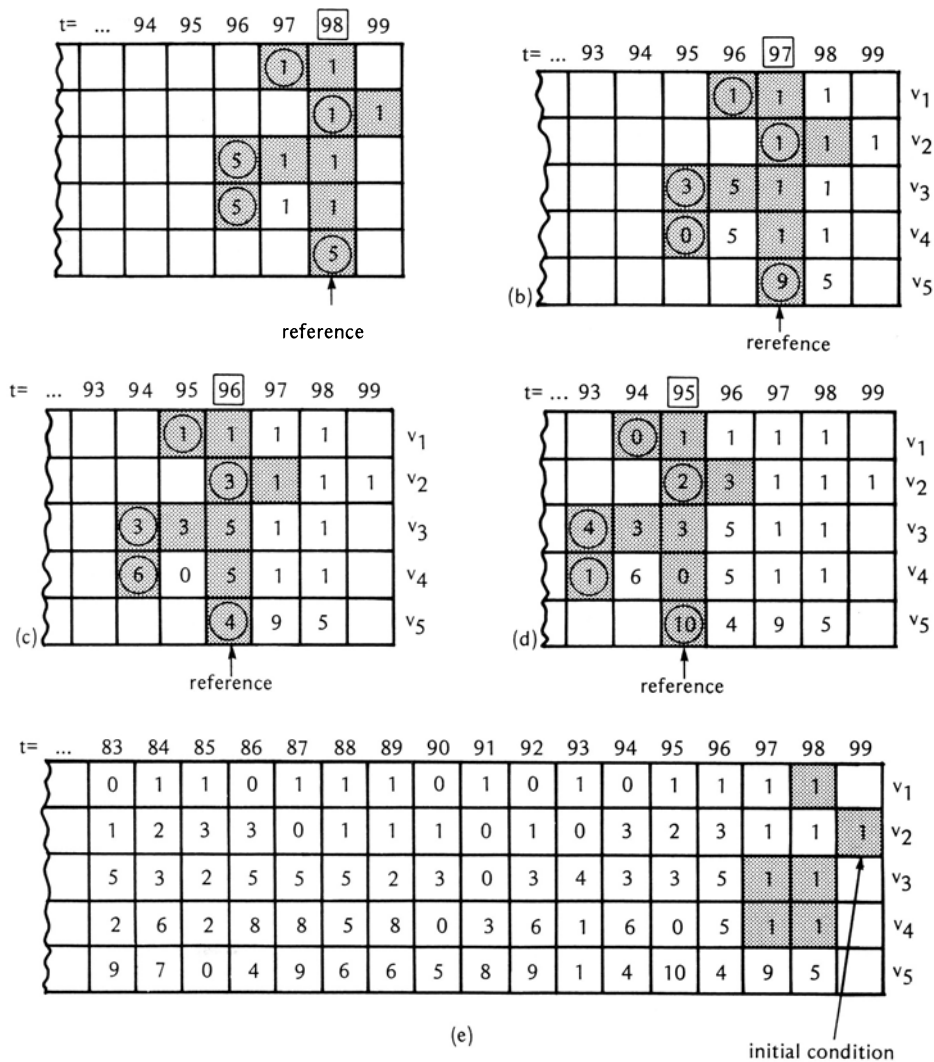 t= ... 94 95 96 97 98 99
1 1
1 1
5 1 1
5 1 1
5
reference
t= ... 93 94 95 96 97 98 99
1 1 1 v1
1 1 1 v2
3 5 1 1 v3
0 5 1 1 v4
9 5 v5
(b)
rerefence
t= ... 93 94 95 96 97 98 99
1 1 1 1 v1
3 1 1 1 v2
3 3 5 1 1 v3
6 0 5 1 1 v4
4 9 5 v5
(c)
reference
t= ... 93 94 95 96 97 98 99
0 1 1 1 1 v1
2 3 1 1 1 v2
4 3 3 5 1 1 v3
1 6 0 5 1 1 v4
10 4 9 5 v5
(d)
reference
t= ... 83 84 85 86 87 88 89 90 91 92 93 94 95 96 97 98 99
0 1 1 0 1 1 1 0 1 0 1 0 1 1 1 1 v1
1 2 3 3 0 1 1 1 0 1 0 3 2 3 1 1 1 v2
5 3 2 5 5 5 2 3 0 3 4 3 3 5 1 1 v3
2 6 2 8 8 5 8 0 3 6 1 6 0 5 1 1 v4
9 7 0 4 9 6 6 5 8 9 1 4 10 4 9 5 v5
(e)
initial condition